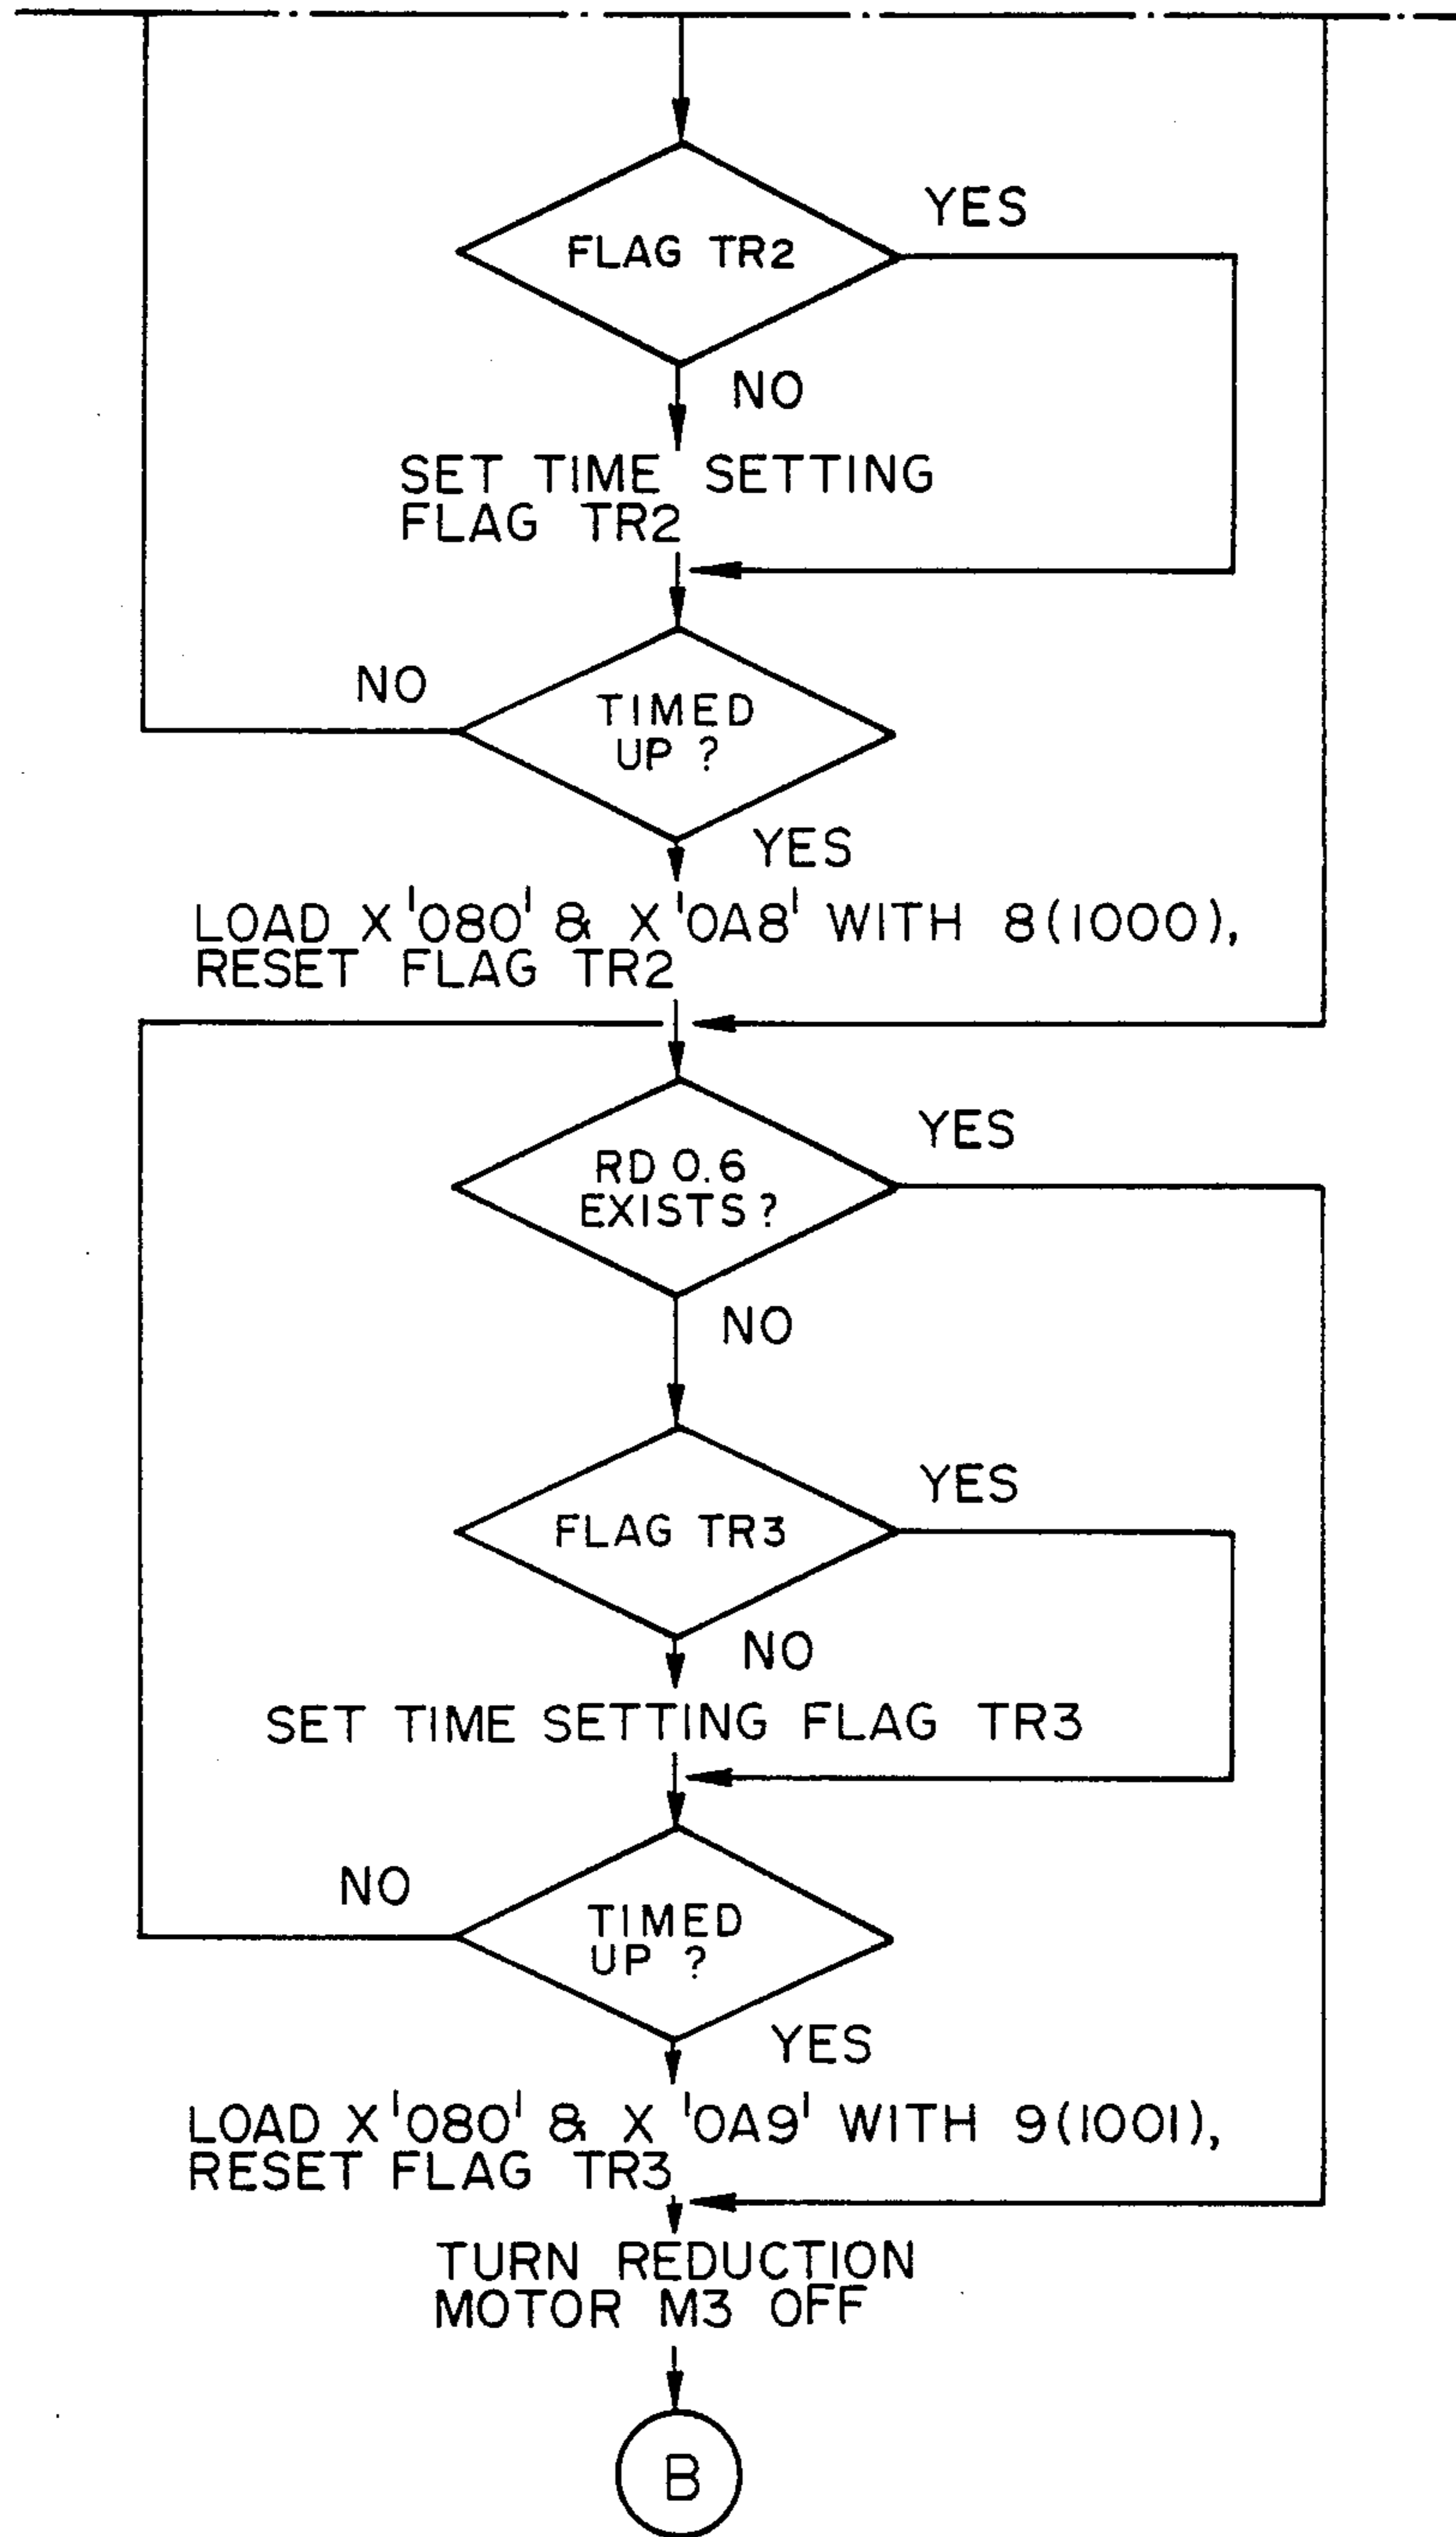 YES
FLAG TR2
NO
SET TIME SETTING
FLAG TR2
NO
TIMED
UP ?
YES
LOAD X'080' & X'0A8' WITH 8(1000),
RESET FLAG TR2
RD 0.6
EXISTS?
YES
NO
YES
FLAG TR3
NO
SET TIME SETTING FLAG TR3
NO
TIMED
UP ?
YES
LOAD X'080' & X'0A9' WITH 9(1001),
RESET FLAG TR3
TURN REDUCTION
MOTOR M3 OFF
B